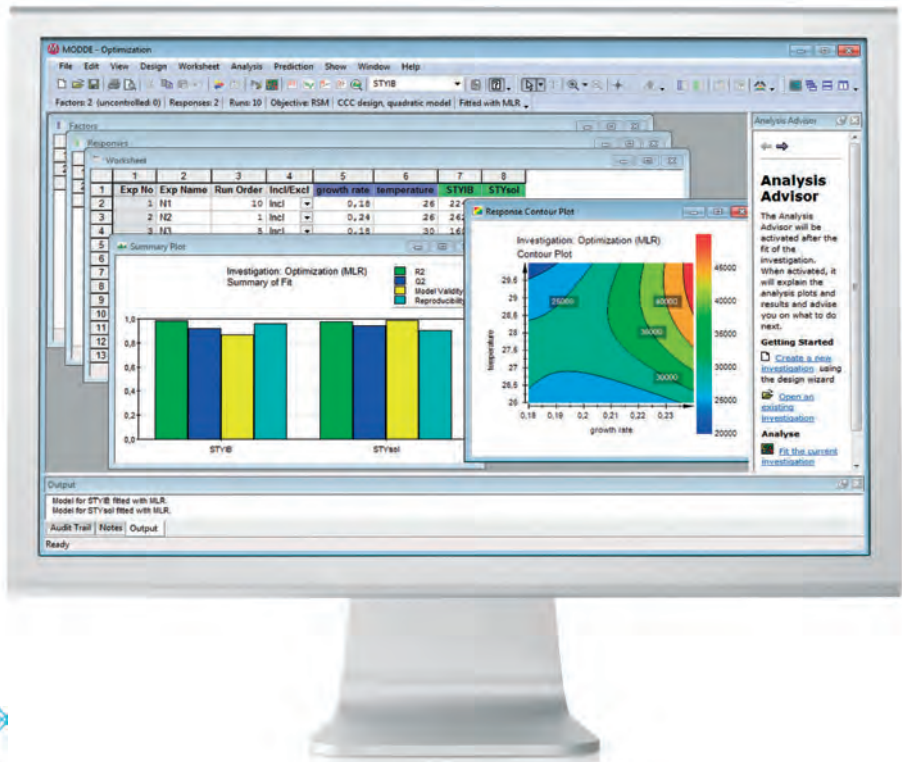 MODDE - Optimization
File Edit View Design Worksheet Analysis Prediction Show Window Help
STYIB
Factors: 2 (uncontrolled: 0) Responses: 2 Runs: 10 Objective: RSM CCC design, quadratic model Fitted with MLR
Factors
Responses
Worksheet
1 2 3 4 5 6 7 8
1 Exp No Exp Name Run Order Incl/Excl growth rate temperature STYIB STYsol
2 1 N1 10 Incl 0,18 26
3 2 N2 1 Incl 0,24 26
4 3 N3 5 Incl 0,18 30
5
6
7
8
9
10
11
12
13
Summary Plot
Investigation: Optimization (MLR)
Summary of Fit
R2
Q2
Model Validity
Reproducibility
1,0
0,8
0,6
0,4
0,2
0,0
STYIB STYsol
Response Contour Plot
Investigation: Optimization (MLR)
Contour Plot
29,5
29
28,5
28
27,5
27
26,5
26
temperature
0,18 0,19 0,2 0,21 0,22 0,23
growth rate
25000
40000
35000
30000
45000
40000
35000
30000
25000
20000
Analysis Advisor
Analysis
Advisor
The Analysis
Advisor will be
activated after the
fit of the
investigation.
When activated, it
will explain the
analysis plots and
results and advise
you on what to do
next.
Getting Started
Create a new
investigation using
the design wizard
Open an
existing
investigation
Analyse
Fit the current
investigation
Output
Model for STYIB fitted with MLR.
Model for STYsol fitted with MLR.
Audit Trail Notes Output
Ready